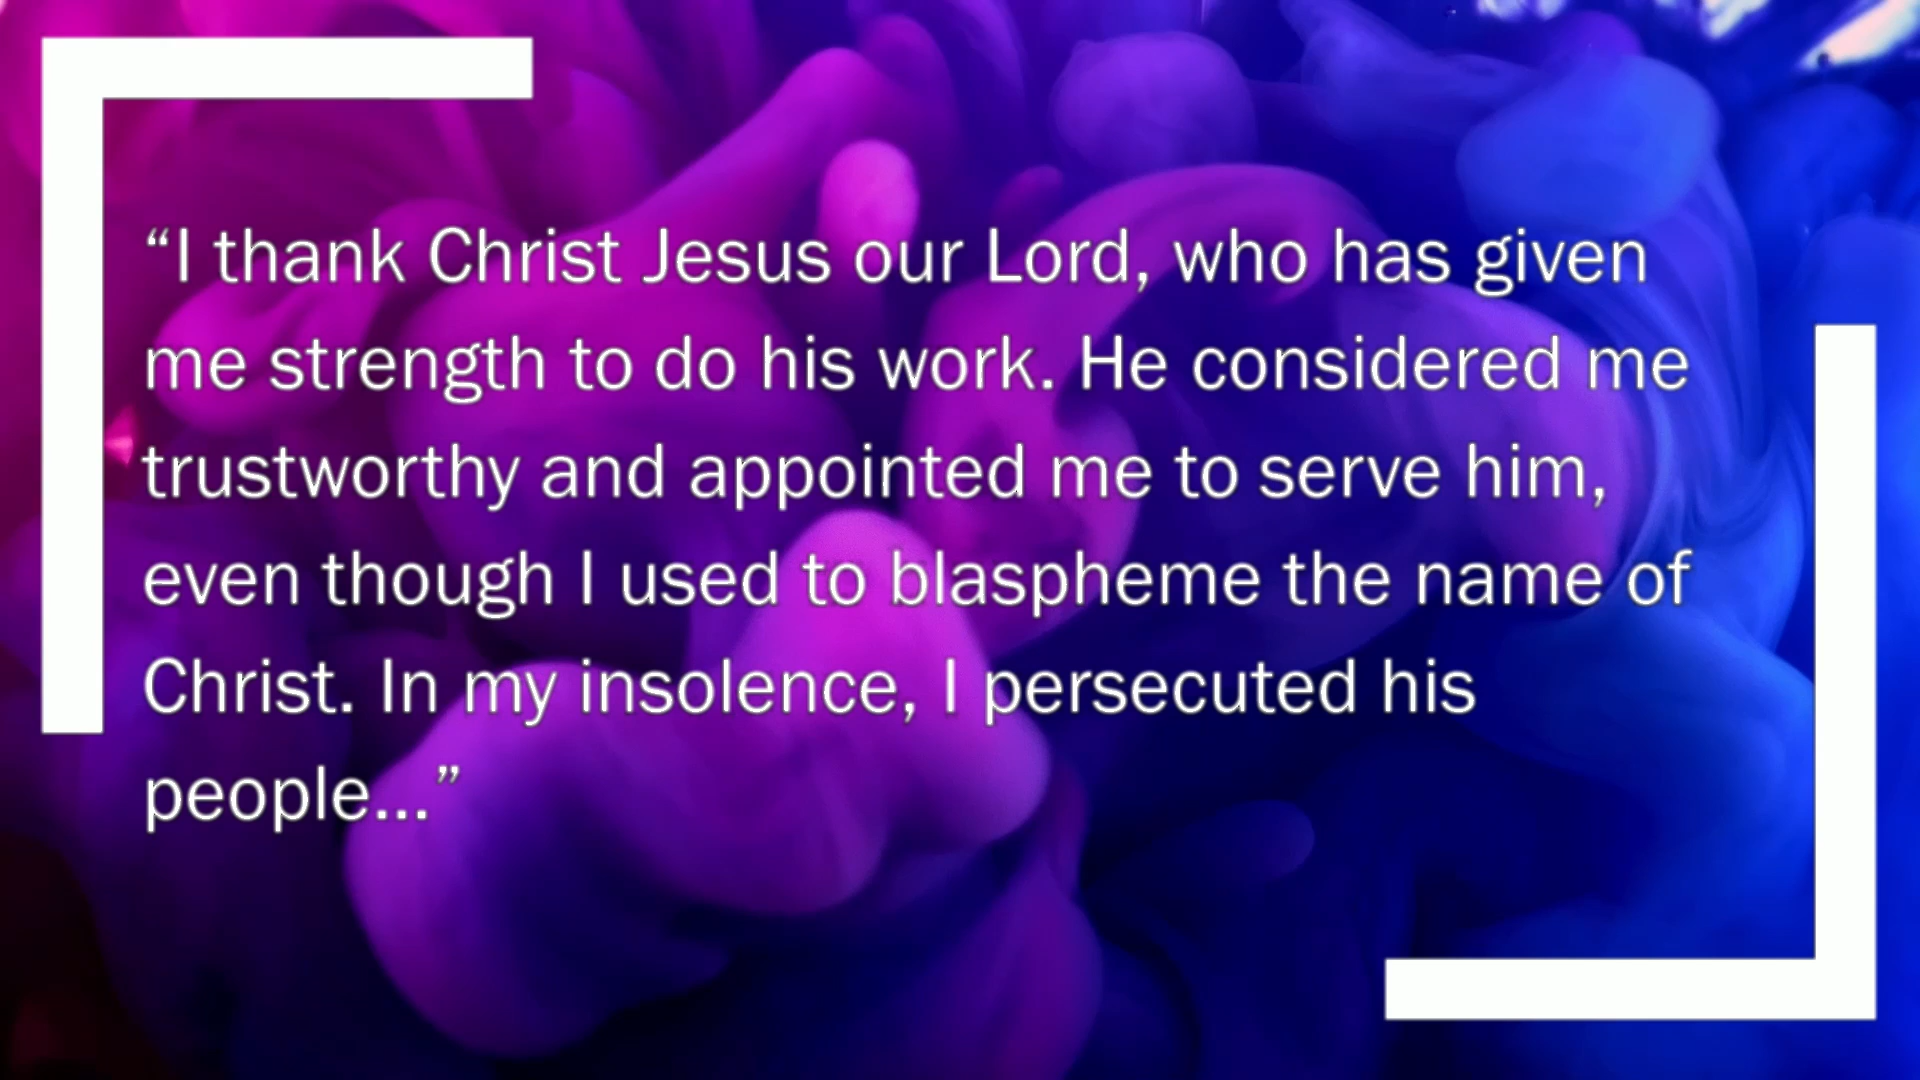 “I thank Christ Jesus our Lord, who has given
me strength to do his work. He considered me
trustworthy and appointed me to serve him,
even though I used to blaspheme the name of
Christ. In my insolence, I persecuted his
people...”